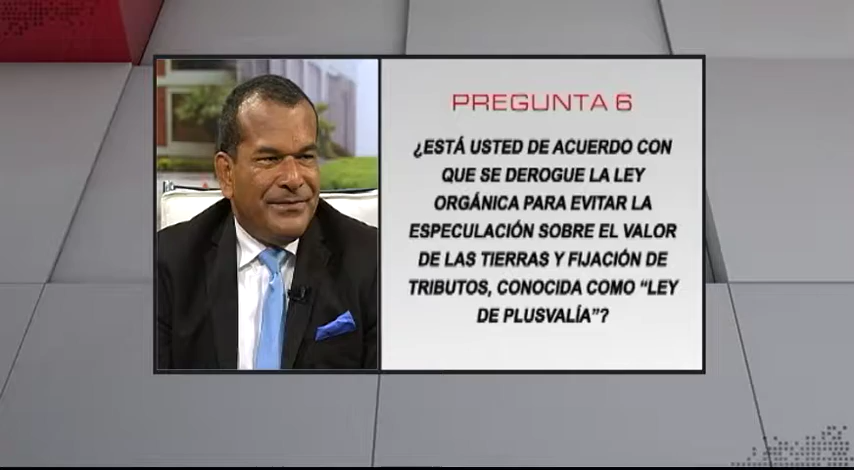 PREGUNTA 6
¿ESTÁ USTED DE ACUERDO CON
QUE SE DEROGUE LA LEY
ORGÁNICA PARA EVITAR LA
ESPECULACIÓN SOBRE EL VALOR
DE LAS TIERRAS Y FIJACIÓN DE
TRIBUTOS, CONOCIDA COMO “LEY
DE PLUSVALÍA”?